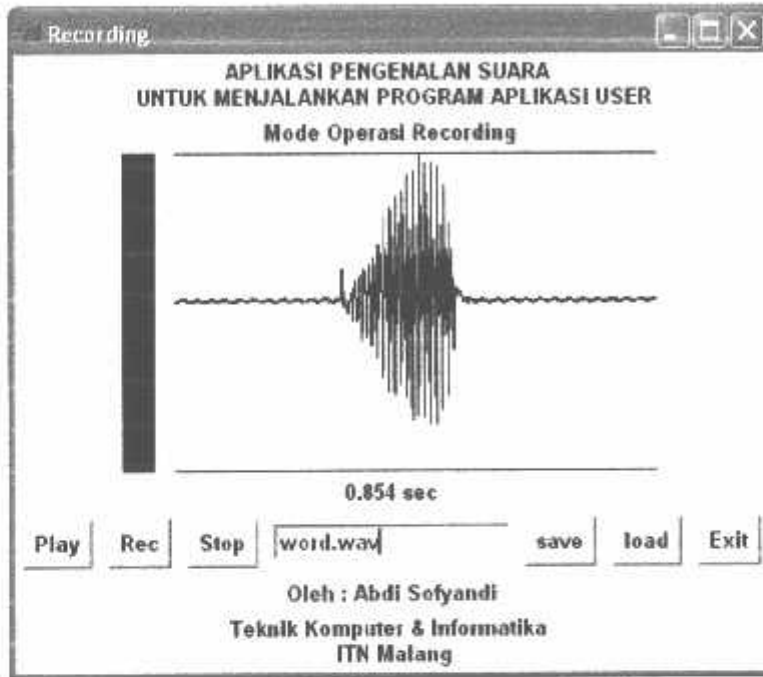 Recording
APLIKASI PENGENALAN SUARA
UNTUK MENJALANKAN PROGRAM APLIKASI USER
Mode Operasi Recording
0.854 sec
Play Rec Stop word.wav save load Exit
Oleh : Abdi Sofyandi
Teknik Komputer & Informatika
ITN Malang